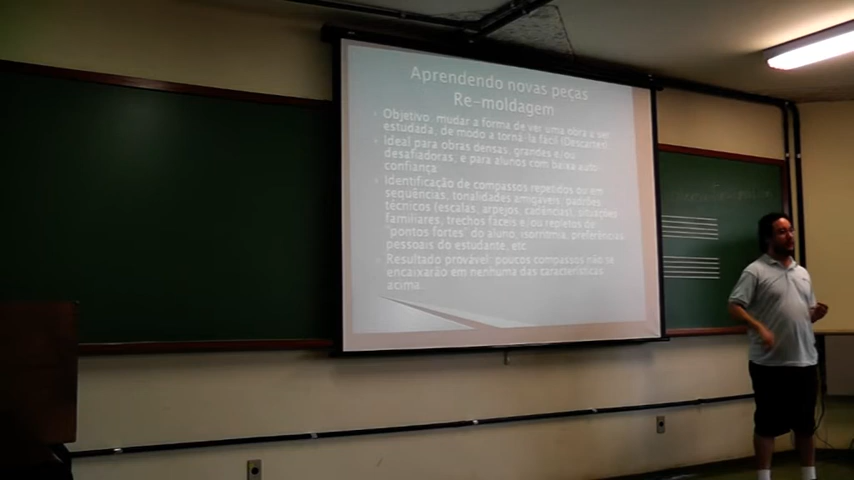 Aprendendo novas peças
Re-moldagem
Objetivo: mudar a forma de ver uma obra a ser
estudada, de modo a torná-la fácil (Descartes)
Ideal para obras densas, grandes e/ou
desafiadoras, e para alunos com baixa auto-
confiança
Identificação de compassos repetidos ou em
sequências, tonalidades amigáveis, padrões
técnicos (escalas, arpejos, cadências), situações
familiares, trechos fáceis e/ou repletos de
"pontos fortes" do aluno, isorritmia, preferências
pessoais do estudante, etc
Resultado provável: poucos compassos não se
encaixarão em nenhuma das características
acima.